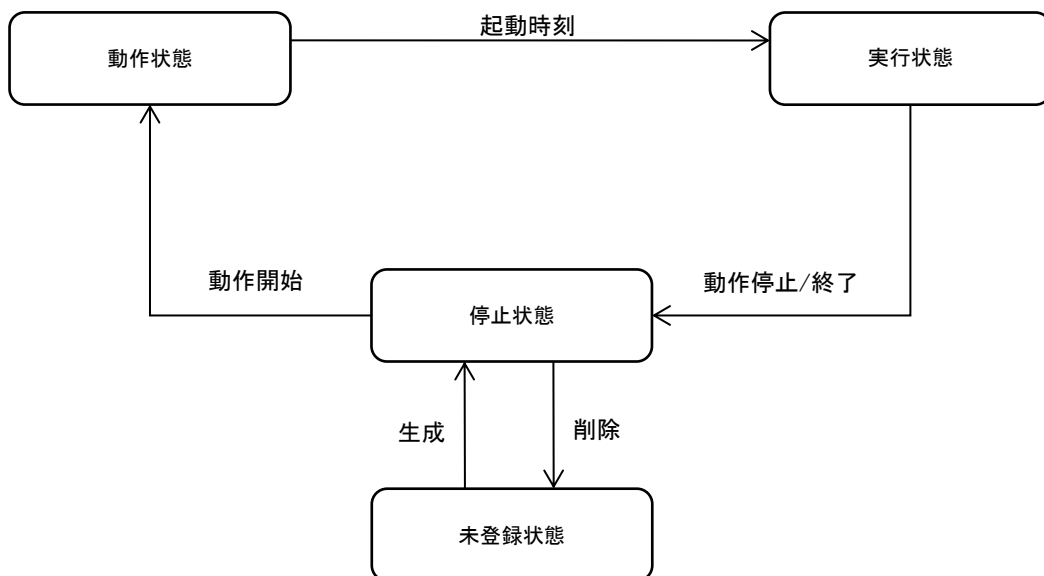 起動時刻
動作状態
実行状態
動作開始
動作停止/終了
停止状態
生成
削除
未登録状態